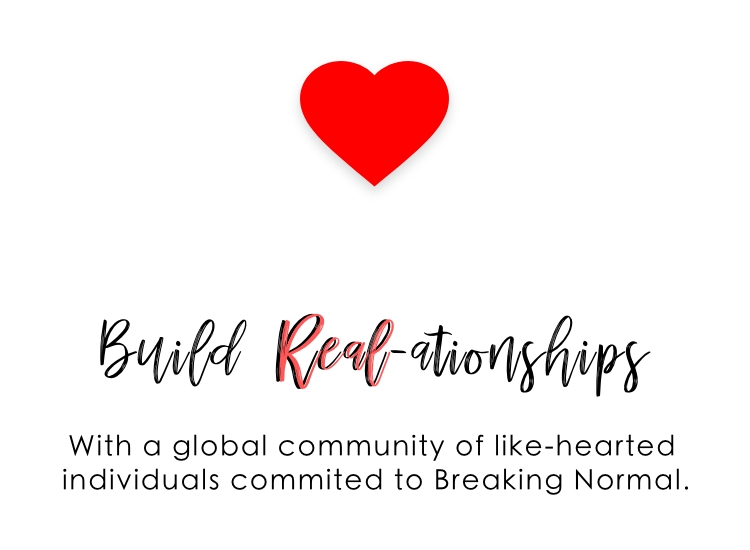 Build Real-ationships
With a global community of like-hearted
individuals commited to Breaking Normal.